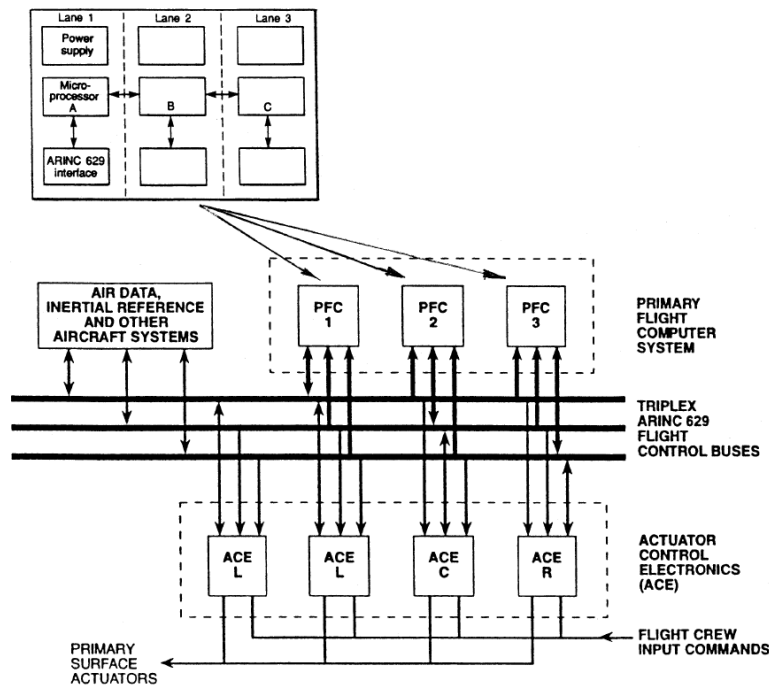 Lane 1
Lane 2
Lane 3
Power
supply
Micro-
processor
A
B
C
ARINC 629
interface
AIR DATA,
INERTIAL REFERENCE
AND OTHER
AIRCRAFT SYSTEMS
PFC
1
PFC
2
PFC
3
PRIMARY
FLIGHT
COMPUTER
SYSTEM
TRIPLEX
ARINC 629
FLIGHT
CONTROL BUSES
ACE
L
ACE
L
ACE
C
ACE
R
ACTUATOR
CONTROL
ELECTRONICS
(ACE)
FLIGHT CREW
INPUT COMMANDS
PRIMARY
SURFACE
ACTUATORS